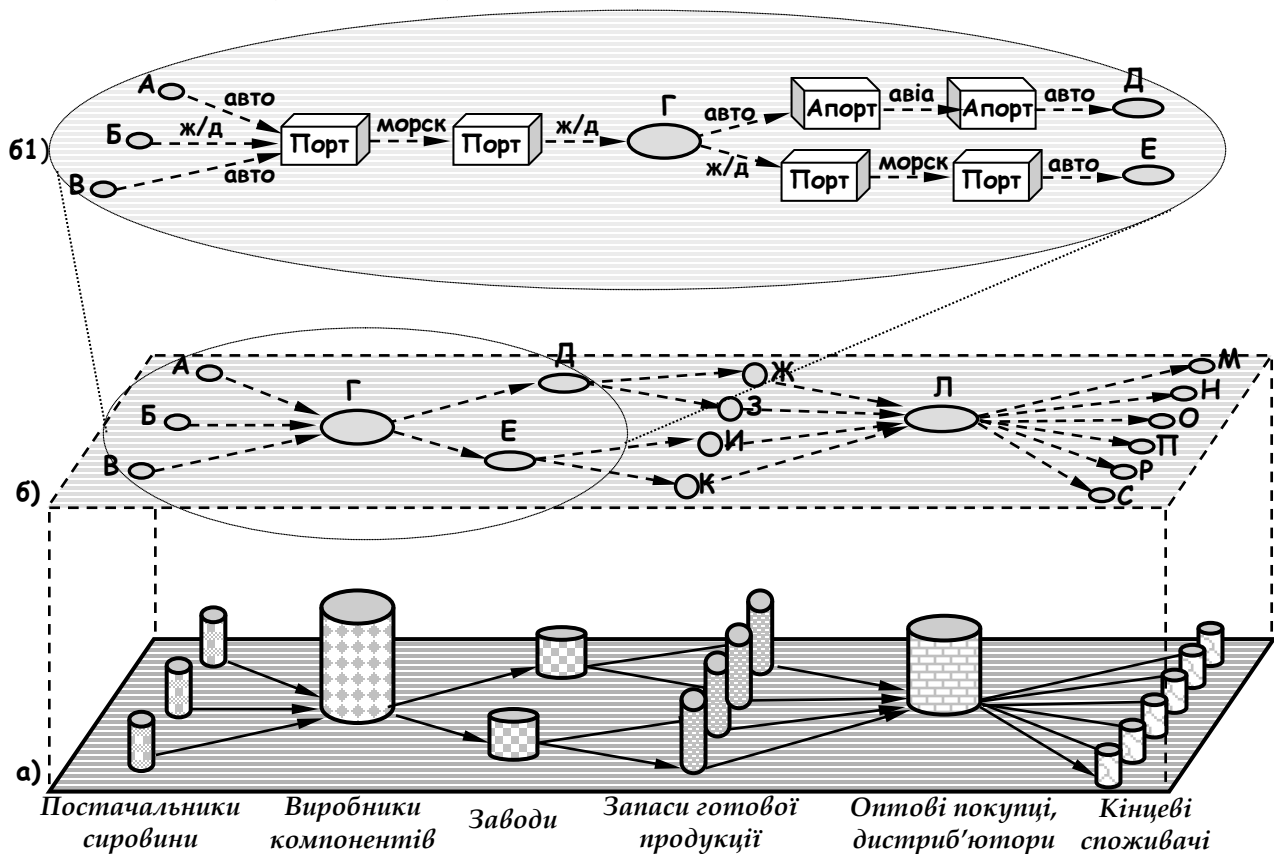 А
авто
Б
ж/д
Порт
морск
Порт
ж/д
Г
авто
Апорт
авіа
Апорт
авто
Д
б1)
В
авто
ж/д
Порт
морск
Порт
авто
Е
А
Б
В
Г
Д
Е
Ж
З
И
К
Л
М
Н
О
П
Р
С
б)
а)
Постачальники
сировини
Виробники
компонентів
Заводи
Запаси готової
продукції
Оптові покупці,
дистриб’ютори
Кінцеві
споживачі